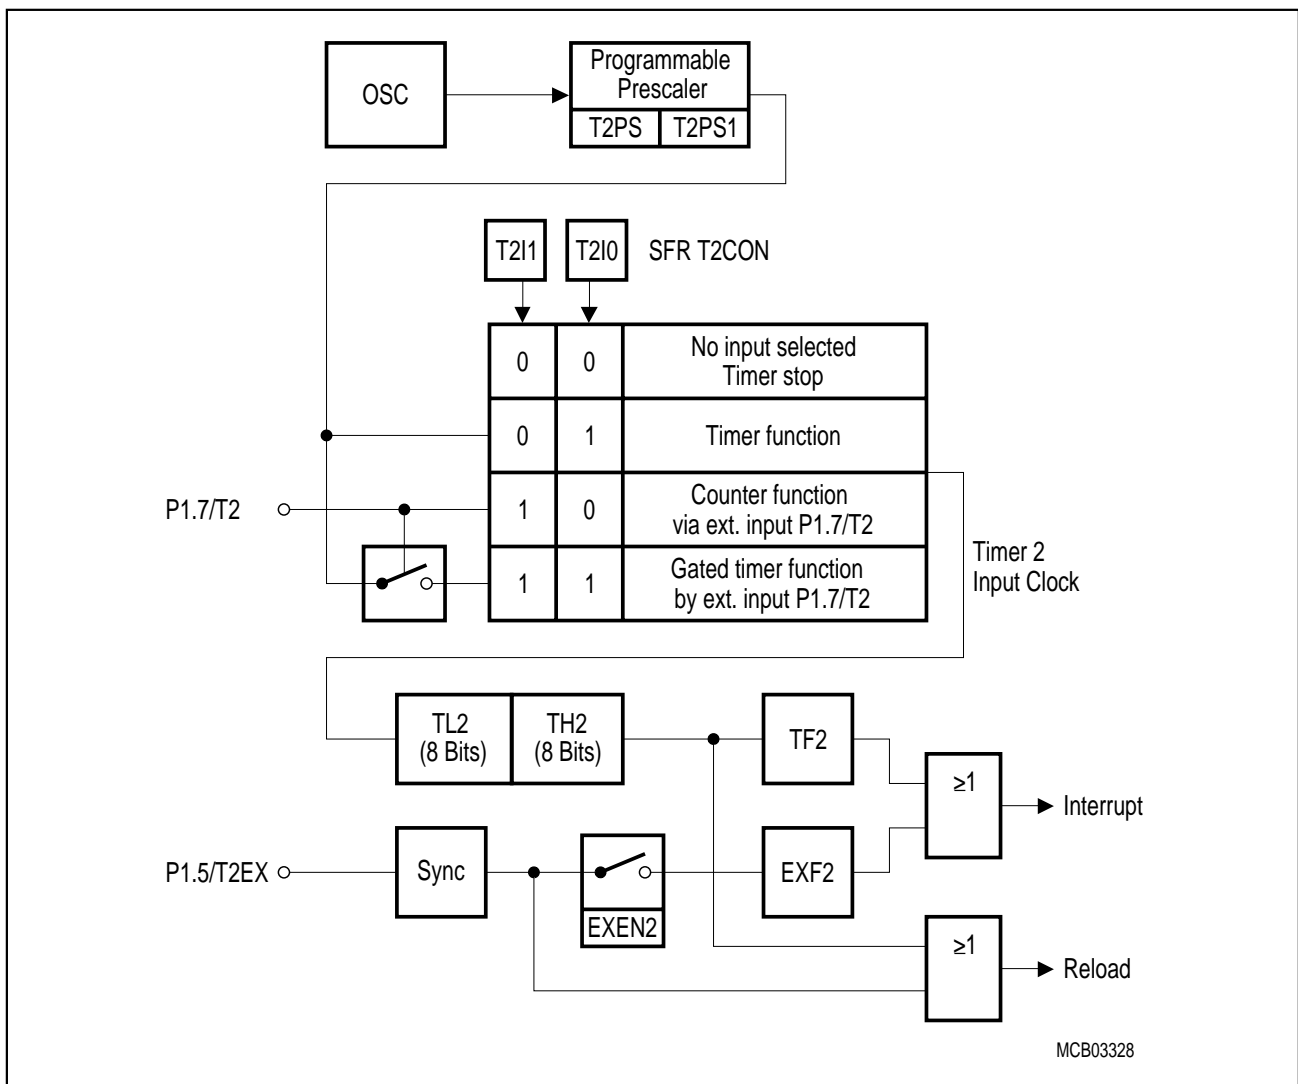 OSC
Programmable
Prescaler
T2PS T2PS1
T2I1 T2I0 SFR T2CON
0 0 No input selected
Timer stop
0 1 Timer function
P1.7/T2
1 0 Counter function
via ext. input P1.7/T2
1 1 Gated timer function
by ext. input P1.7/T2
Timer 2
Input Clock
TL2
(8 Bits)
TH2
(8 Bits)
TF2
≥1
Interrupt
P1.5/T2EX
Sync
EXEN2
EXF2
≥1
Reload
MCB03328